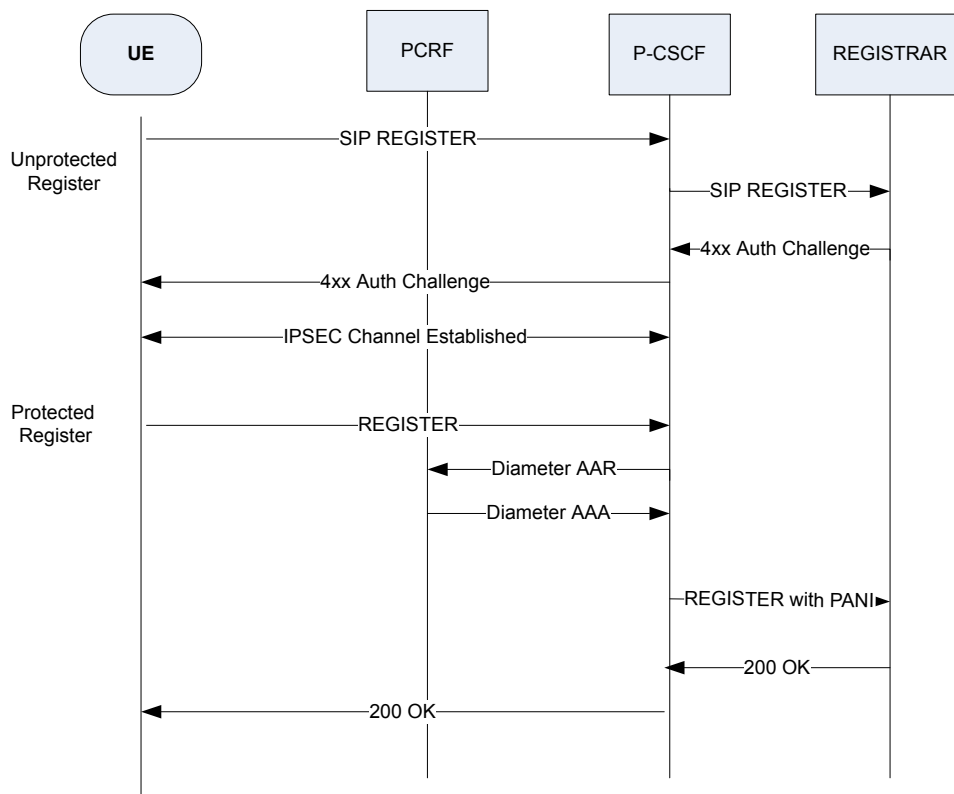 UE
PCRF
P-CSCF
REGISTRAR
SIP REGISTER
Unprotected
Register
SIP REGISTER
4xx Auth Challenge
4xx Auth Challenge
IPSEC Channel Established
Protected
Register
REGISTER
Diameter AAR
Diameter AAA
REGISTER with PANI
200 OK
200 OK